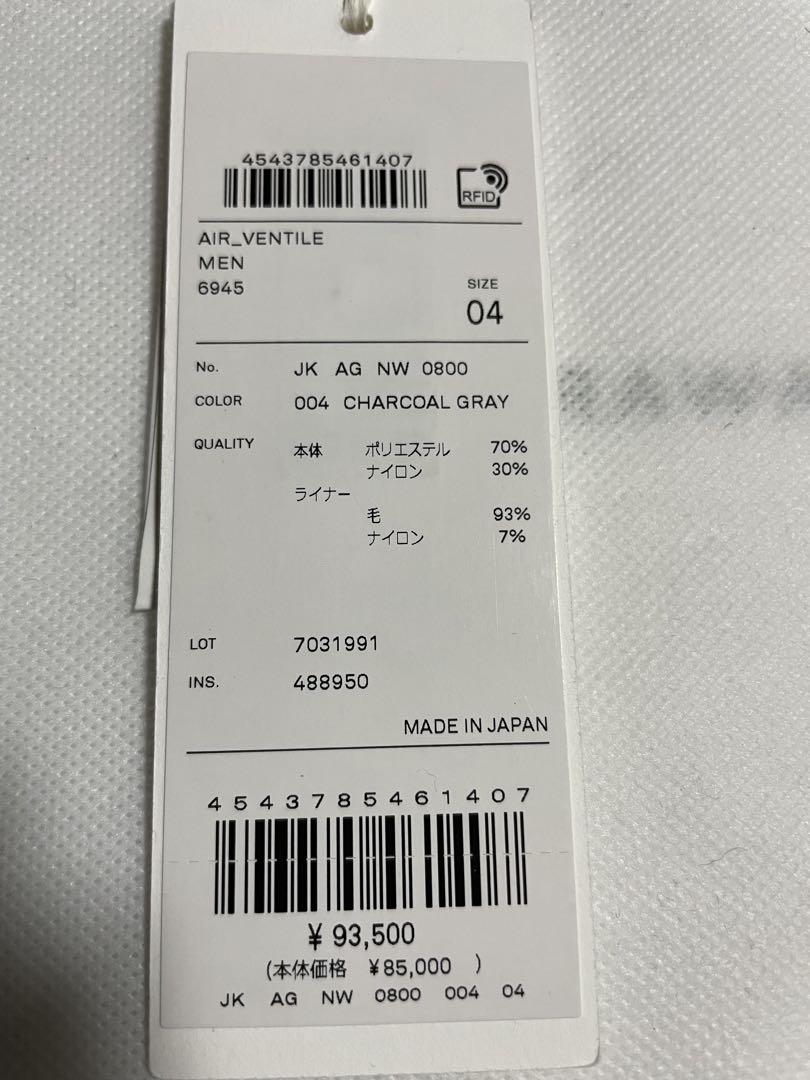 4543785461407
RFID
AIR_VENTILE
MEN
6945
SIZE
04
No. JK AG NW 0800
COLOR 004 CHARCOAL GRAY
QUALITY 本体 ポリエステル 70%
ナイロン 30%
ライナー
毛 93%
ナイロン 7%
LOT 7031991
INS. 488950
MADE IN JAPAN
4543785461407
¥ 93,500
(本体価格 ¥85,000 )
JK AG NW 0800 004 04